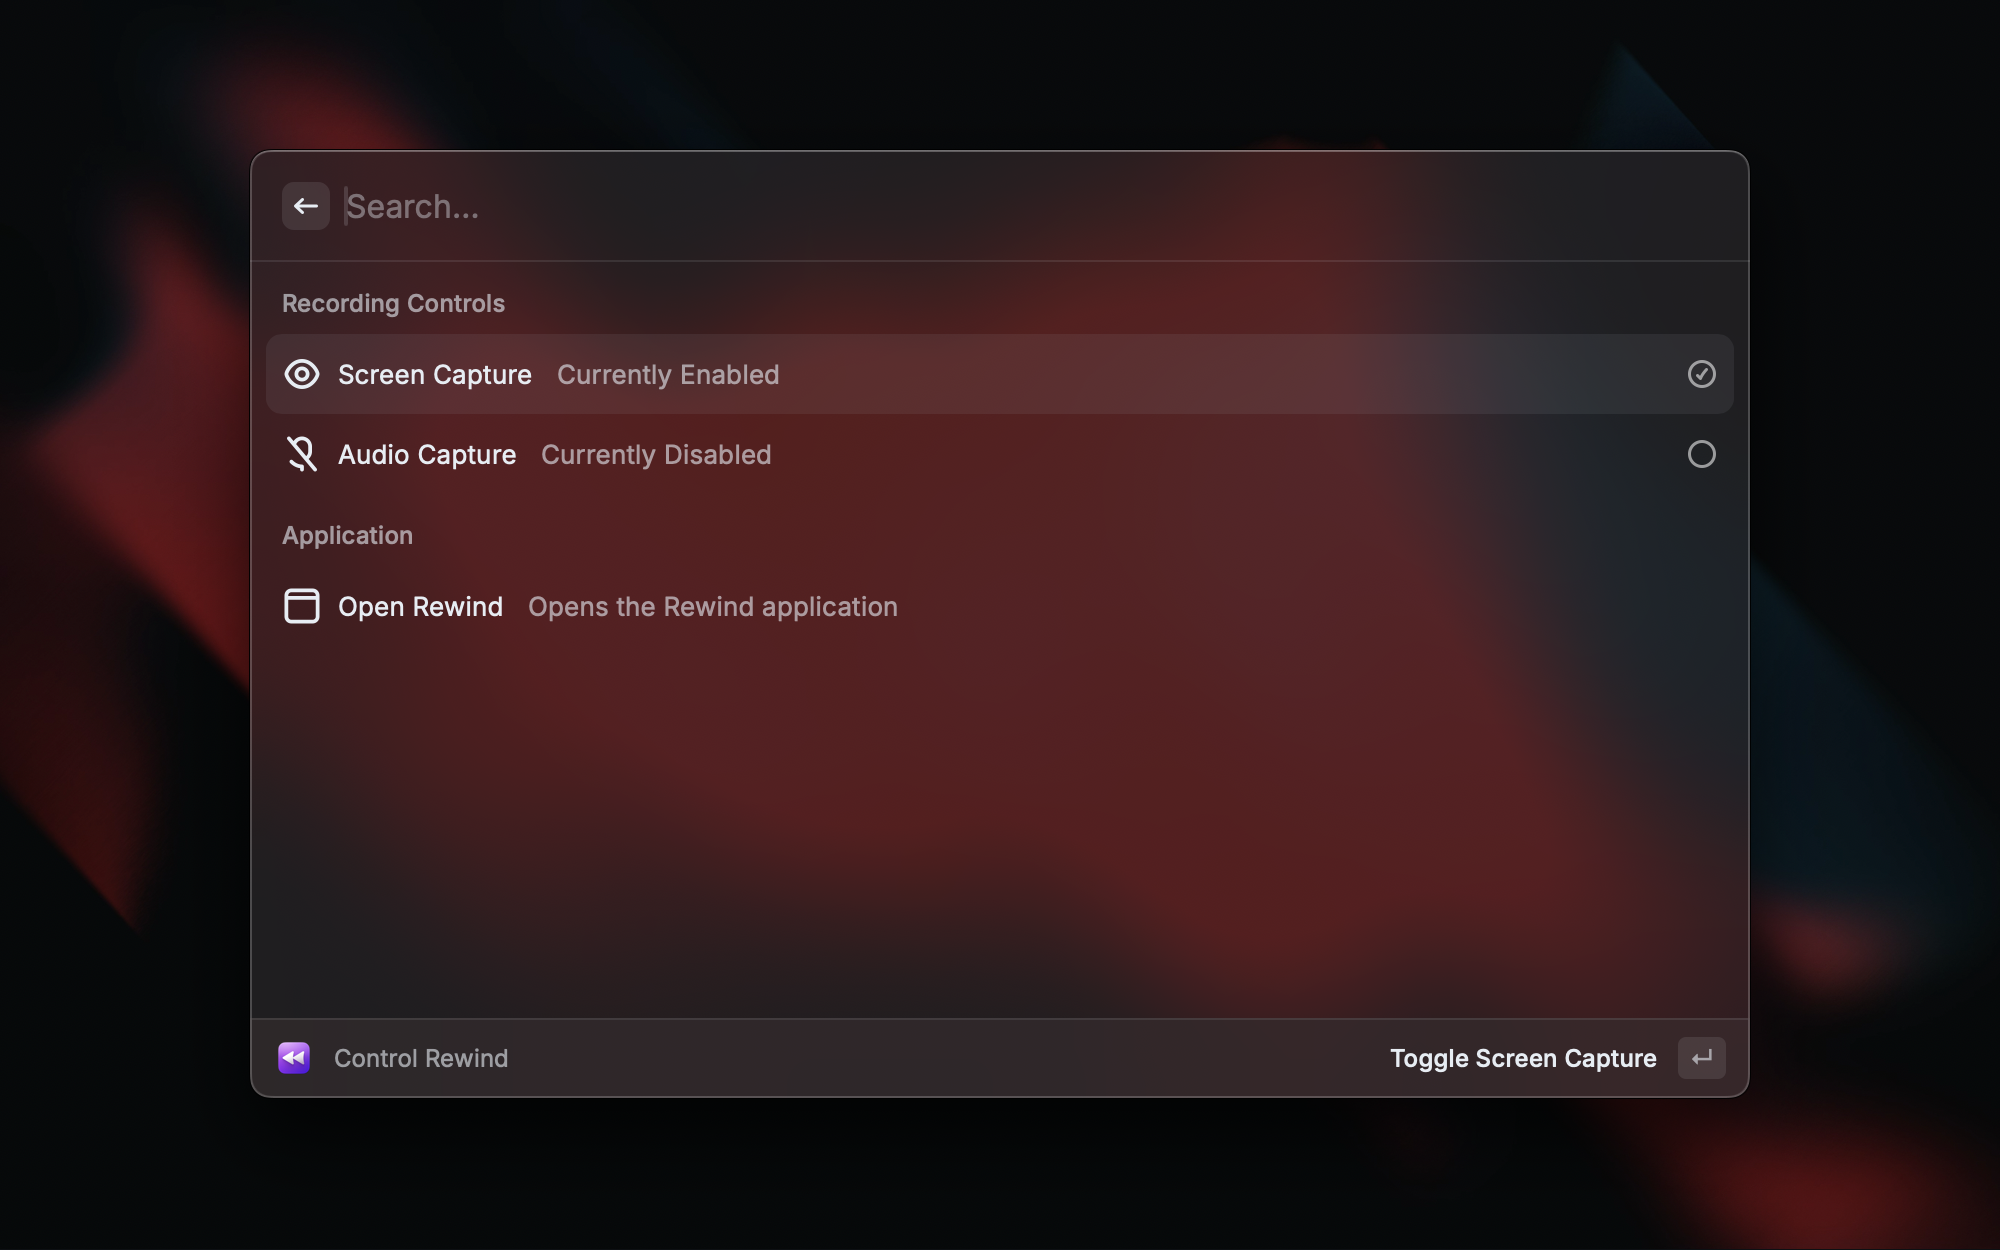 Search...
Recording Controls
Screen Capture Currently Enabled
Audio Capture Currently Disabled
Application
Open Rewind Opens the Rewind application
Control Rewind Toggle Screen Capture